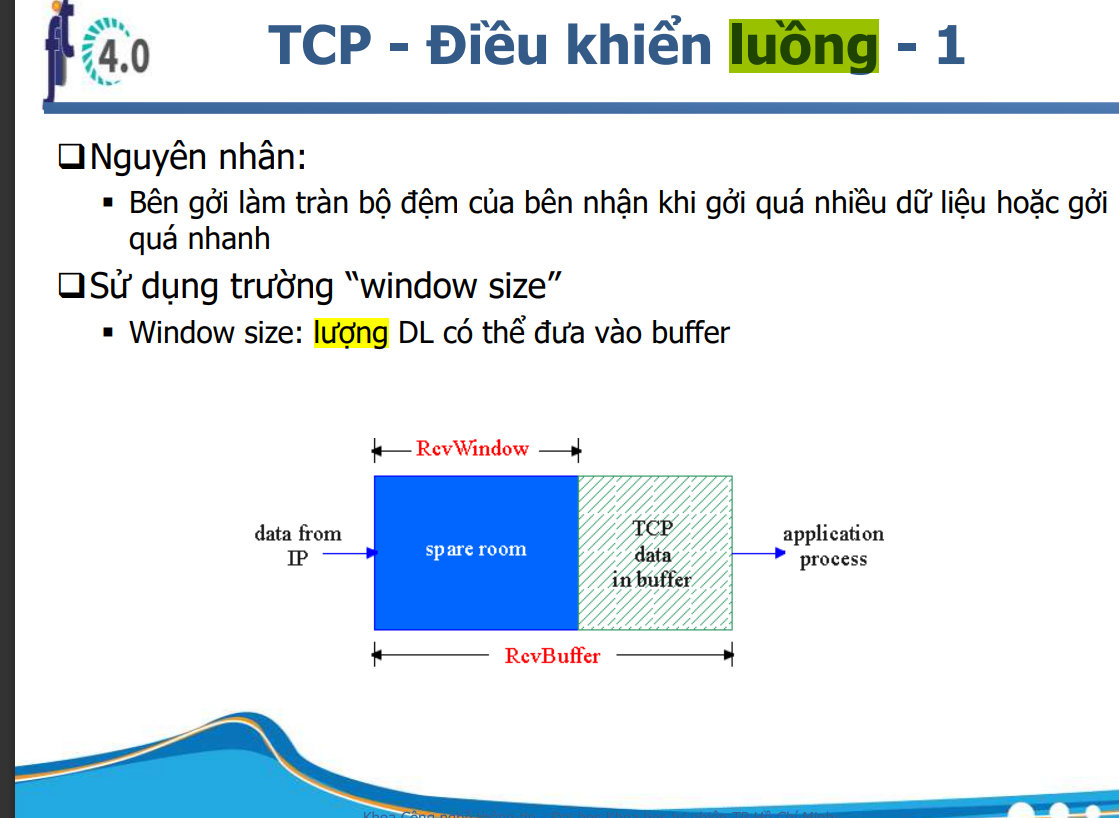 4.0
TCP - Điều khiển luồng - 1
Nguyên nhân:
Bên gởi làm tràn bộ đệm của bên nhận khi gởi quá nhiều dữ liệu hoặc gởi
quá nhanh
Sử dụng trường “window size”
Window size: lượng DL có thể đưa vào buffer
RcvWindow
data from
IP
spare room
TCP
data
in buffer
application
process
RcvBuffer